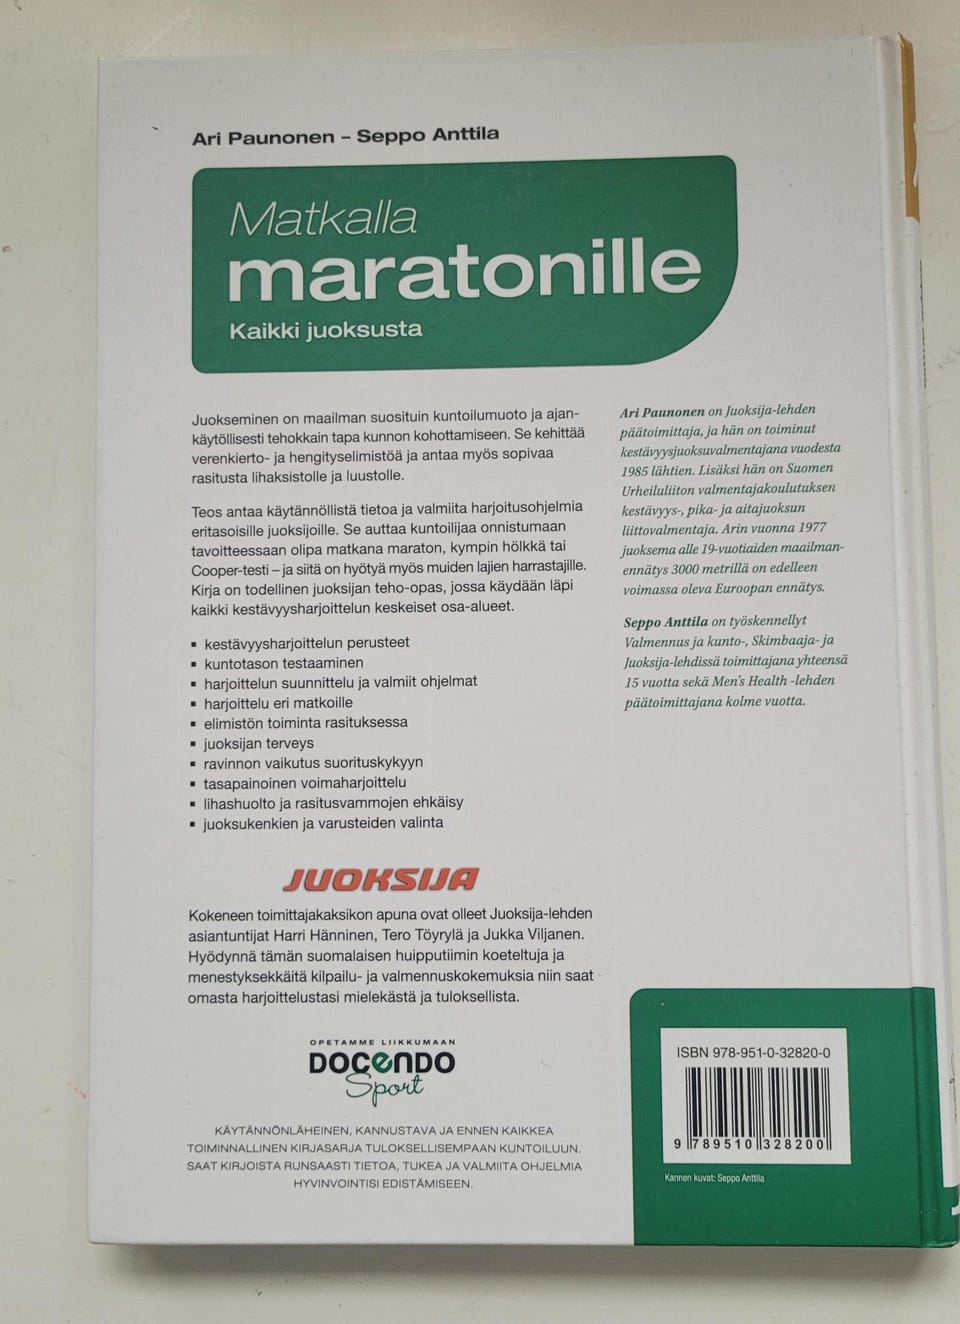 Ari Paunonen – Seppo Anttila
Matkalla
maratonille
Kaikki juoksusta
Juokseminen on maailman suosituin kuntoilumuoto ja ajan-
käytöllisesti tehokkain tapa kunnon kohottamiseen. Se kehittää
verenkierto- ja hengityselimistöä ja antaa myös sopivaa
rasitusta lihaksistolle ja luustolle.
Teos antaa käytännöllistä tietoa ja valmiita harjoitusohjelmia
eritasoisille juoksijoille. Se auttaa kuntoilijaa onnistumaan
tavoitteessaan olipa matkana maraton, kympin hölkkä tai
Cooper-testi – ja siitä on hyötyä myös muiden lajien harrastajille.
Kirja on todellinen juoksijan teho-opas, jossa käydään läpi
kaikki kestävyysharjoittelun keskeiset osa-alueet.
▪ kestävyysharjoittelun perusteet
▪ kuntotason testaaminen
▪ harjoittelun suunnittelu ja valmiit ohjelmat
▪ harjoittelu eri matkoille
▪ elimistön toiminta rasituksessa
▪ juoksijan terveys
▪ ravinnon vaikutus suorituskykyyn
▪ tasapainoinen voimaharjoittelu
▪ lihashuolto ja rasitusvammojen ehkäisy
▪ juoksukenkien ja varusteiden valinta
JUOKSIJA
Kokeneen toimittajakaksikon apuna ovat olleet Juoksija-lehden
asiantuntijat Harri Hänninen, Tero Töyrylä ja Jukka Viljanen.
Hyödynnä tämän suomalaisen huipputiimin koeteltuja ja
menestyksekkäitä kilpailu- ja valmennuskokemuksia niin saat
omasta harjoittelustasi mielekästä ja tuloksellista.
OPETAMME LIIKKUMAAN
DOCENDO
Sport
KÄYTÄNNÖNLÄHEINEN, KANNUSTAVA JA ENNEN KAIKKEA
TOIMINNALLINEN KIRJASARJA TULOKSELLISEMPAAN KUNTOILUUN.
SAAT KIRJOISTA RUNSAASTI TIETOA, TUKEA JA VALMIITA OHJELMIA
HYVINVOINTISI EDISTÄMISEEN.
Ari Paunonen on Juoksija-lehden
päätoimittaja, ja hän on toiminut
kestävyysjuoksuvalmentajana vuodesta
1985 lähtien. Lisäksi hän on Suomen
Urheiluliiton valmentajakoulutuksen
kestävyys-, pika- ja aitajuoksun
liittovalmentaja. Arin vuonna 1977
juoksema alle 19-vuotiaiden maailman-
ennätys 3000 metrillä on edelleen
voimassa oleva Euroopan ennätys.
Seppo Anttila on työskennellyt
Valmennus ja kunto-, Skimbaaja- ja
Juoksija-lehdissä toimittajana yhteensä
15 vuotta sekä Men's Health -lehden
päätoimittajana kolme vuotta.
ISBN 978-951-0-32820-0
9 789510 328200
Kannen kuvat: Seppo Anttila